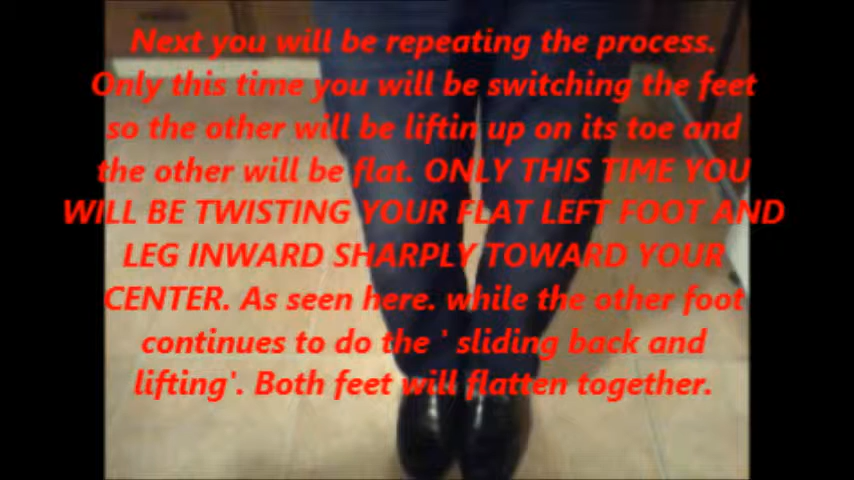 Next you will be repeating the process.
Only this time you will be switching the feet
so the other will be liftin up on its toe and
the other will be flat. ONLY THIS TIME YOU
WILL BE TWISTING YOUR FLAT LEFT FOOT AND
LEG INWARD SHARPLY TOWARD YOUR
CENTER. As seen here. while the other foot
continues to do the ' sliding back and
lifting'. Both feet will flatten together.